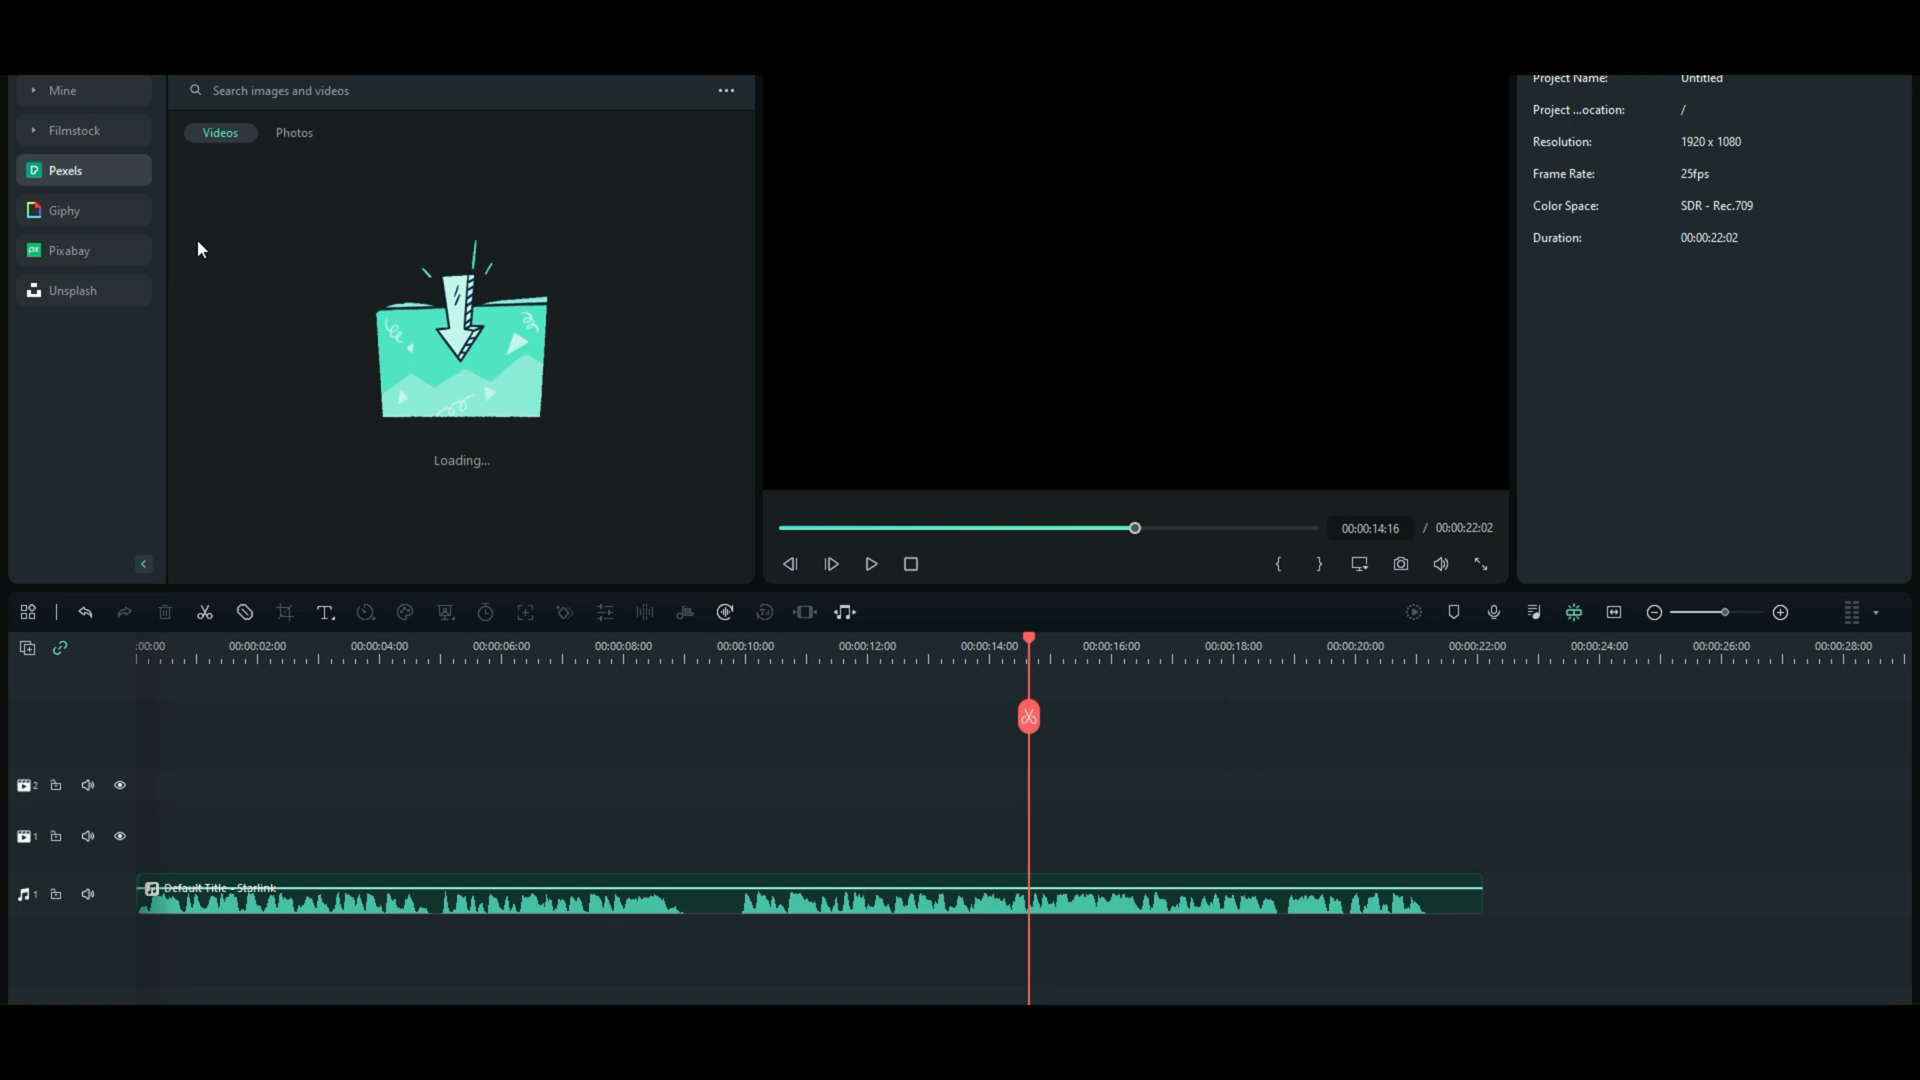 Mine
Filmstock
Pexels
Giphy
Pixabay
Unsplash
Search images and videos
Videos
Photos
Loading...
00:00:14:16 / 00:00:22:02
Project Name: Untitled
Project ...ocation: /
Resolution: 1920 x 1080
Frame Rate: 25fps
Color Space: SDR - Rec.709
Duration: 00:00:22:02
:00:00 00:00:02:00 00:00:04:00 00:00:06:00 00:00:08:00 00:00:10:00 00:00:12:00 00:00:14:00 00:00:16:00 00:00:18:00 00:00:20:00 00:00:22:00 00:00:24:00 00:00:26:00 00:00:28:00
2
1
1
Default Title - Starlink